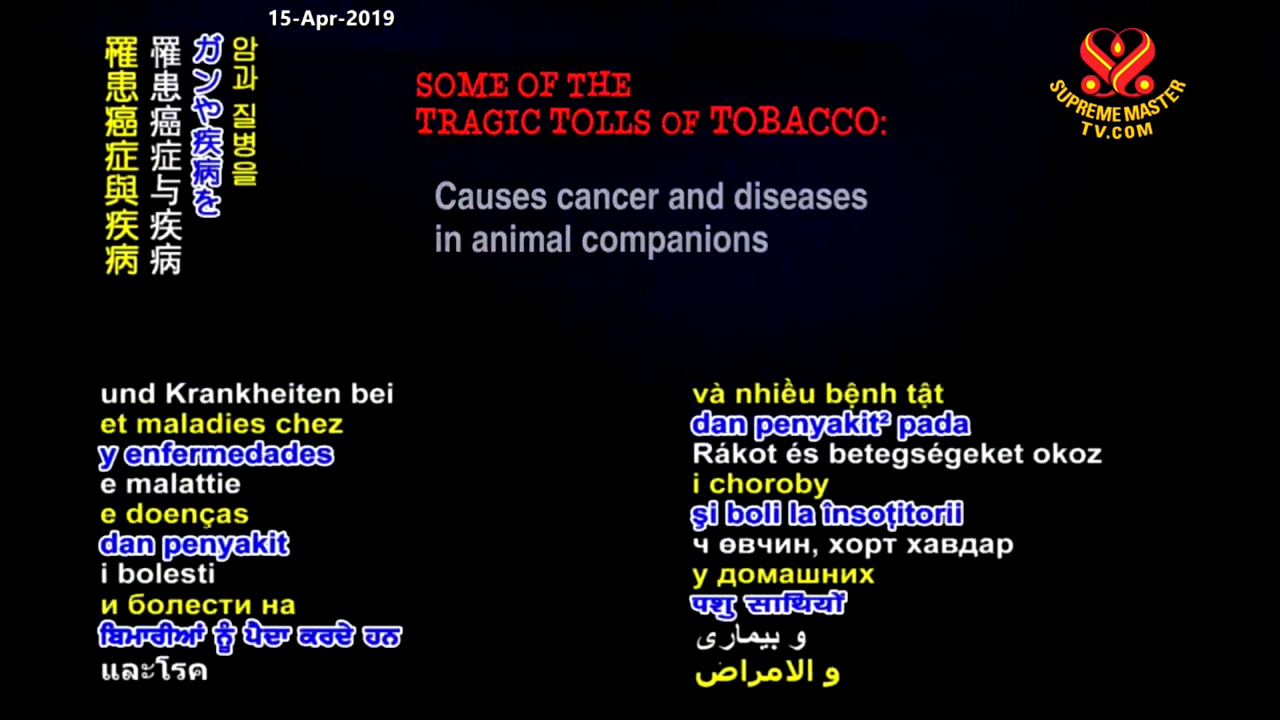 15-Apr-2019
암과 질병을
ガンや疾病を
罹患癌症与疾病
罹患癌症與疾病
SOME OF THE
TRAGIC TOLLS OF TOBACCO:
Causes cancer and diseases
in animal companions
SUPREME MASTER
TV.COM
und Krankheiten bei
et maladies chez
y enfermedades
e malattie
e doenças
dan penyakit
i bolesti
и болести на
ਬਿਮਾਰੀਆਂ ਨੂੰ ਪੈਦਾ ਕਰਦੇ ਹਨ
และโรค
và nhiều bệnh tật
dan penyakit² pada
Rákot és betegségeket okoz
i choroby
şi boli la însoţitorii
ч өвчин, хорт хавдар
у домашних
पशु साथियों
و بیماری
و الامراض